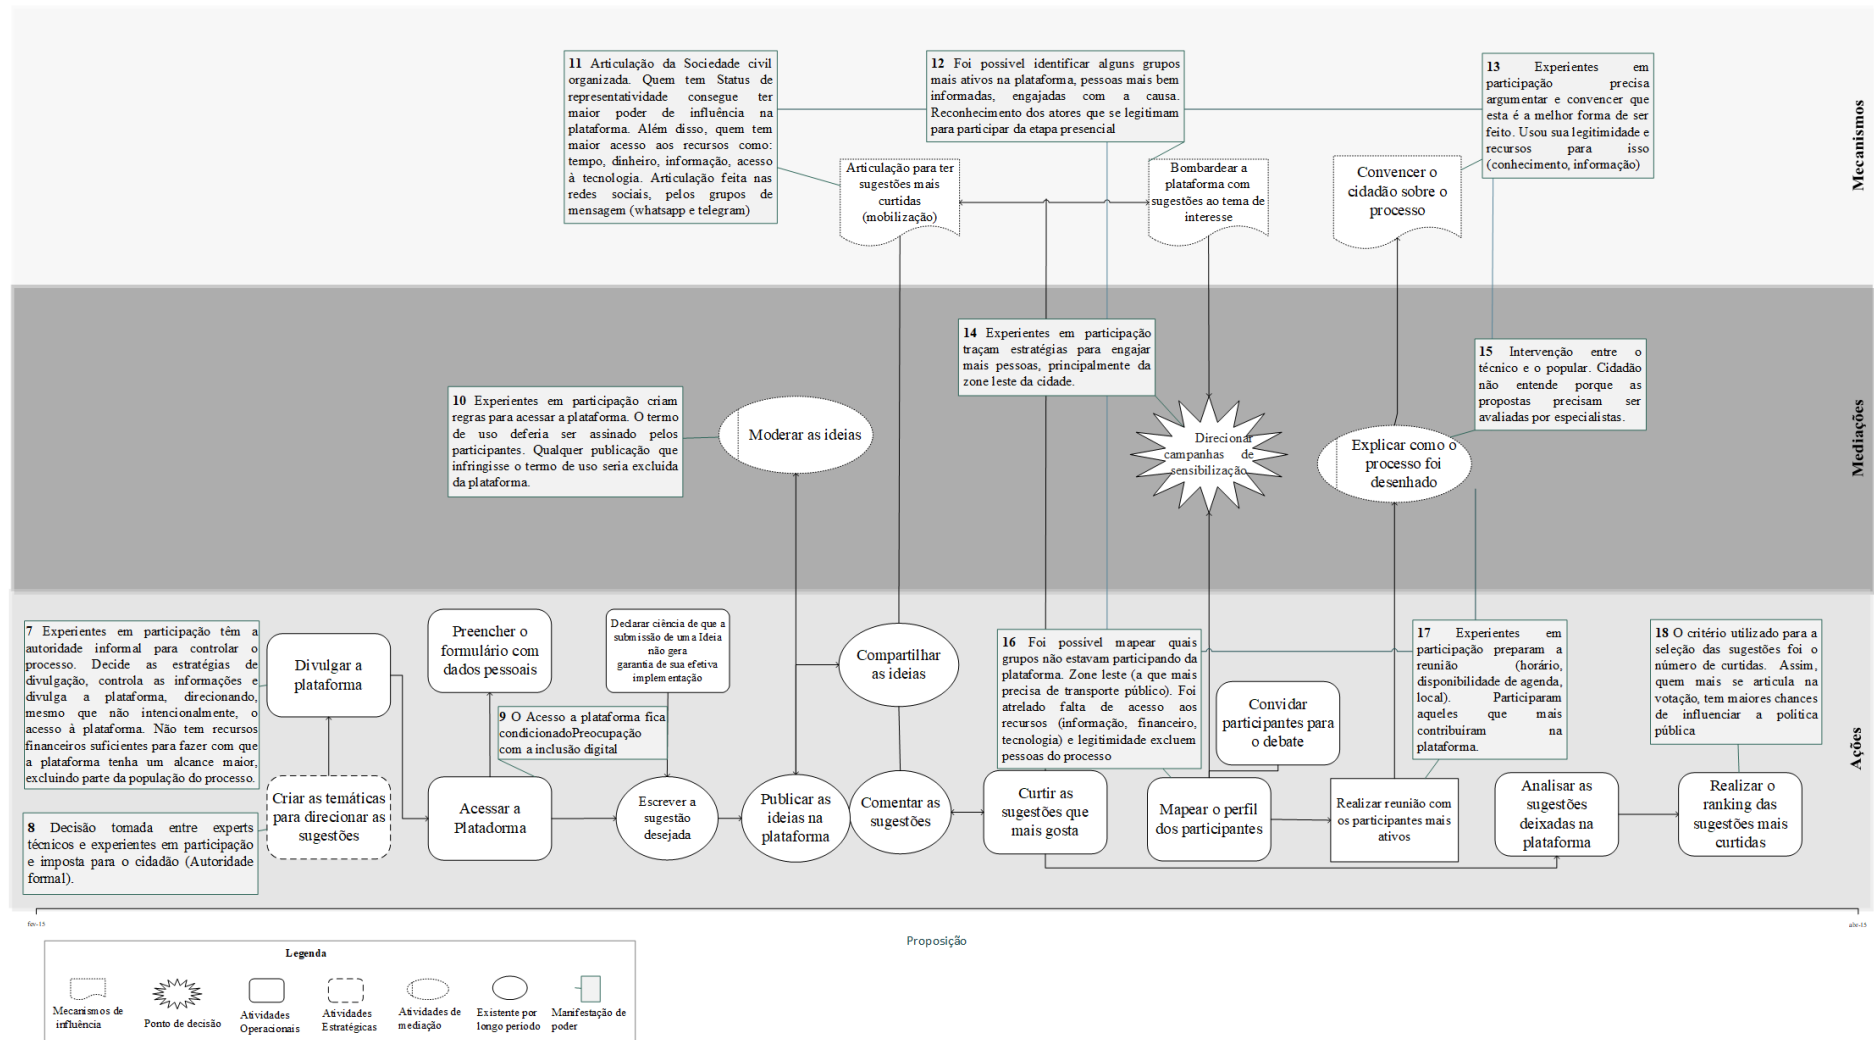 11 Articulação da Sociedade civil
organizada. Quem tem Status de
representatividade consegue ter
maior poder de influência na
plataforma. Além disso, quem tem
maior acesso aos recursos como:
tempo, dinheiro, informação, acesso
à tecnologia. Articulação feita nas
redes sociais, pelos grupos de
mensagem (whatsapp e telegram)
12 Foi possivel identificar alguns grupos
mais ativos na plataforma, pessoas mais bem
informadas, engajadas com a causa.
Reconhecimento dos atores que se legitimam
para participar da etapa presencial
13 Experientes em
participação precisa
argumentar e convencer que
esta é a melhor forma de ser
feito. Usou sua legitimidade e
recursos para isso
(conhecimento, informação)
Mecanismos
Articulação para ter
sugestões mais
curtidas
(mobilização)
Bombardear a
plataforma com
sugestões ao tema de
interesse
Convencer o
cidadão sobre o
processo
14 Experientes em participação
traçam estratégias para engajar
mais pessoas, principalmente da
zone leste da cidade.
15 Intervenção entre o
técnico e o popular. Cidadão
não entende porque as
propostas precisam ser
avaliadas por especialistas.
10 Experientes em participação criam
regras para acessar a plataforma. O termo
de uso deferia ser assinado pelos
participantes. Qualquer publicação que
infringisse o termo de uso seria excluída
da plataforma.
Moderar as ideias
Direcionar
campanhas de
sensibilização
Explicar como o
processo foi
desenhado
Mediações
7 Experientes em participação têm a
autoridade informal para controlar o
processo. Decide as estratégias de
divulgação, controla as informações e
divulga a plataforma, direcionando,
mesmo que não intencionalmente, o
acesso à plataforma. Não tem recursos
financeiros suficientes para fazer com que
a plataforma tenha um alcance maior,
excluindo parte da população do processo.
Divulgar a
plataforma
Preencher o
formulário com
dados pessoais
Declarar ciência de que a
submissão de uma Ideia
não gera
garantia de sua efetiva
implementação
Compartilhar
as ideias
16 Foi possivel mapear quais
grupos não estavam participando da
plataforma. Zone leste (a que mais
precisa de transporte público). Foi
atrelado falta de acesso aos
recursos (informação, financeiro,
tecnologia) e legitimidade excluem
pessoas do processo
Convidar
participantes para
o debate
17 Experientes em
participação preparam a
reunião (horário,
disponibilidade de agenda,
local). Participaram
aqueles que mais
contribuiram na
plataforma.
18 O critério utilizado para a
seleção das sugestões foi o
número de curtidas. Assim,
quem mais se articula na
votação, tem maiores chances
de influenciar a política
pública
Ações
9 O Acesso a plataforma fica
condicionadoPreocupação
com a inclusão digital
8 Decisão tomada entre experts
técnicos e experientes em participação
e imposta para o cidadão (Autoridade
formal).
Criar as temáticas
para direcionar as
sugestões
Acessar a
Platadorma
Escrever a
sugestão
desejada
Publicar as
ideias na
plataforma
Comentar as
sugestões
Curtir as
sugestões que
mais gosta
Mapear o perfil
dos participantes
Realizar reunião com
os participantes mais
ativos
Analisar as
sugestões
deixadas na
plataforma
Realizar o
ranking das
sugestões mais
curtidas
fev-15
abr-15
Proposição
Legenda
Mecanismos de
influência
Ponto de decisão
Atividades
Operacionais
Atividades
Estratégicas
Atividades de
mediação
Existente por
longo periodo
Manifestação de
poder